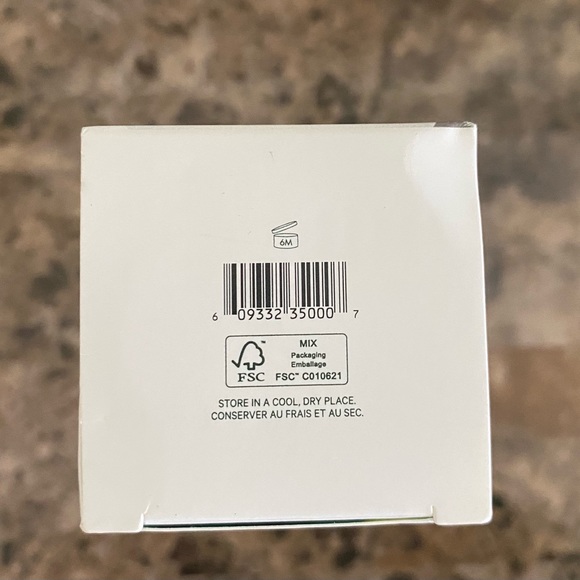 6M
6 09332 35000 7
MIX
Packaging
Emballage
FSC™ C010621
FSC™
STORE IN A COOL, DRY PLACE.
CONSERVER AU FRAIS ET AU SEC.